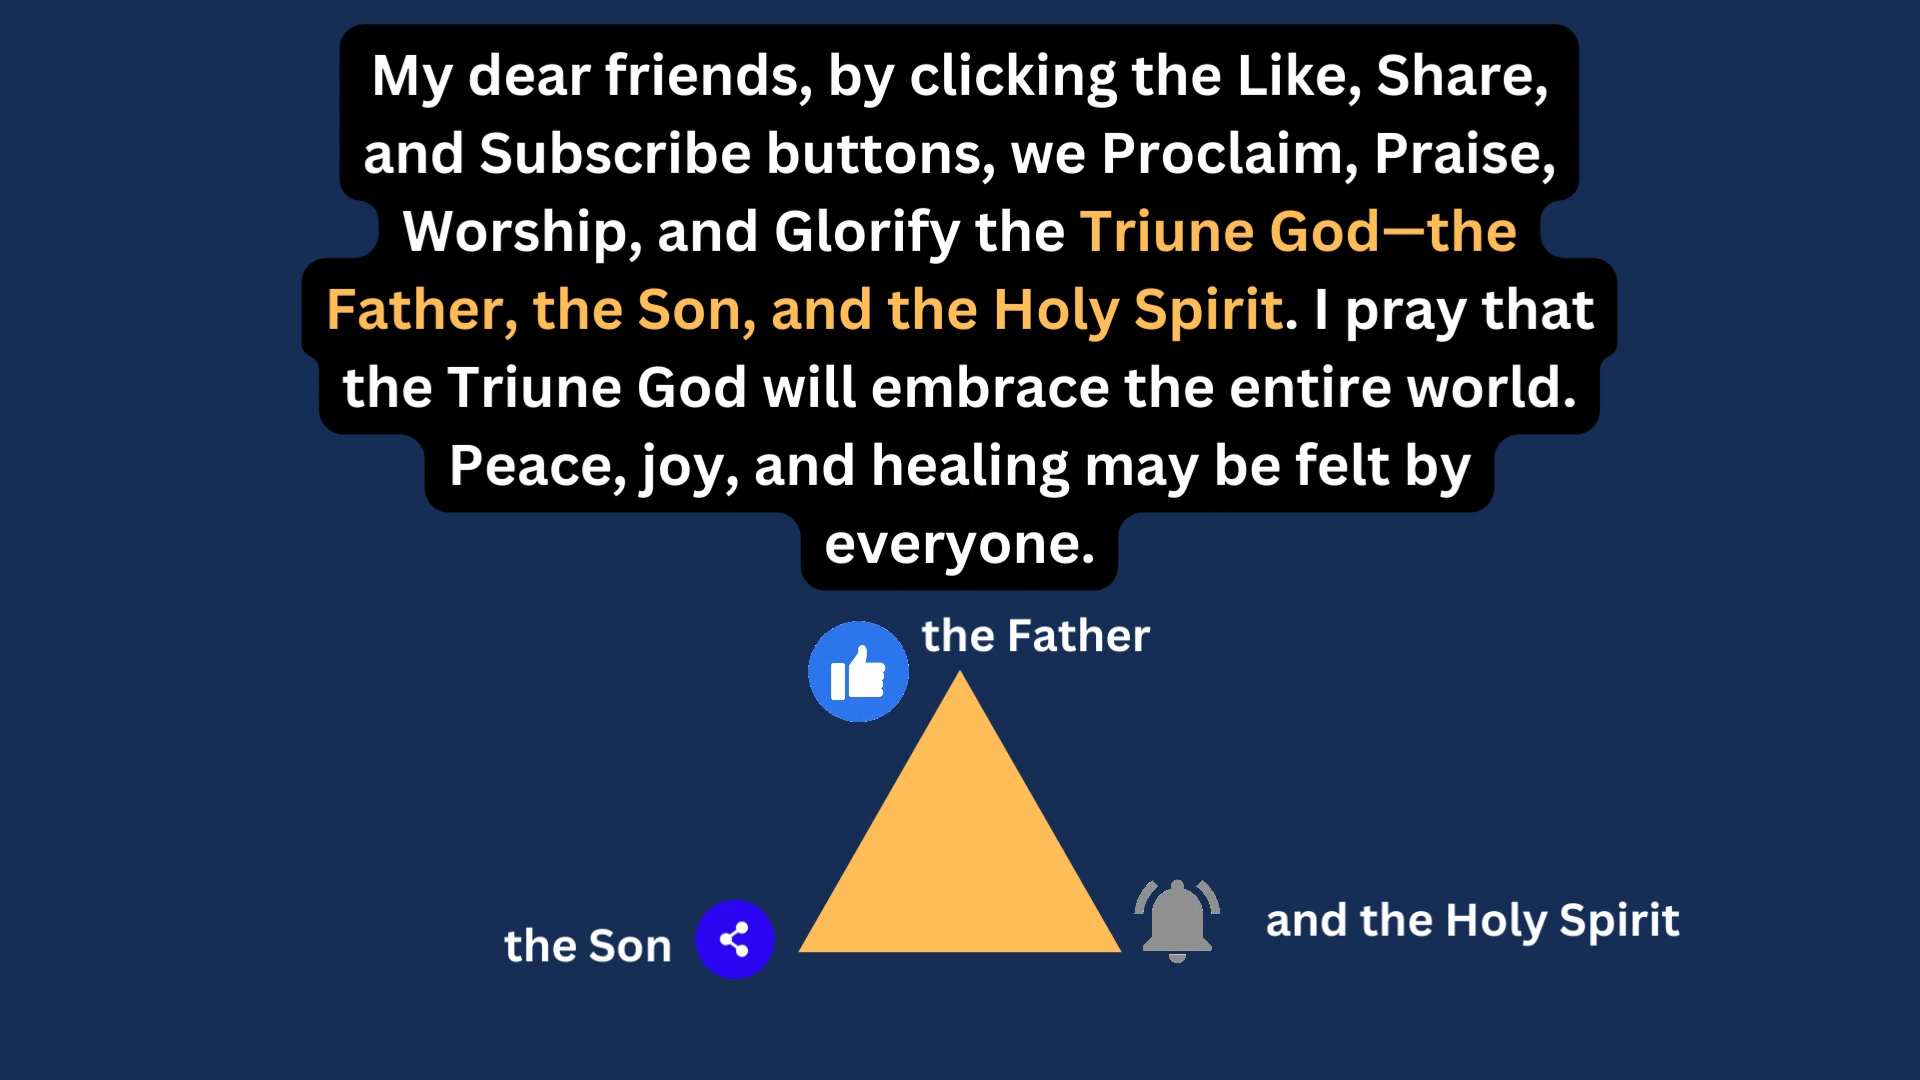 My dear friends, by clicking the Like, Share,
and Subscribe buttons, we Proclaim, Praise,
Worship, and Glorify the Triune God—the
Father, the Son, and the Holy Spirit. I pray that
the Triune God will embrace the entire world.
Peace, joy, and healing may be felt by
everyone.
the Father
the Son
and the Holy Spirit